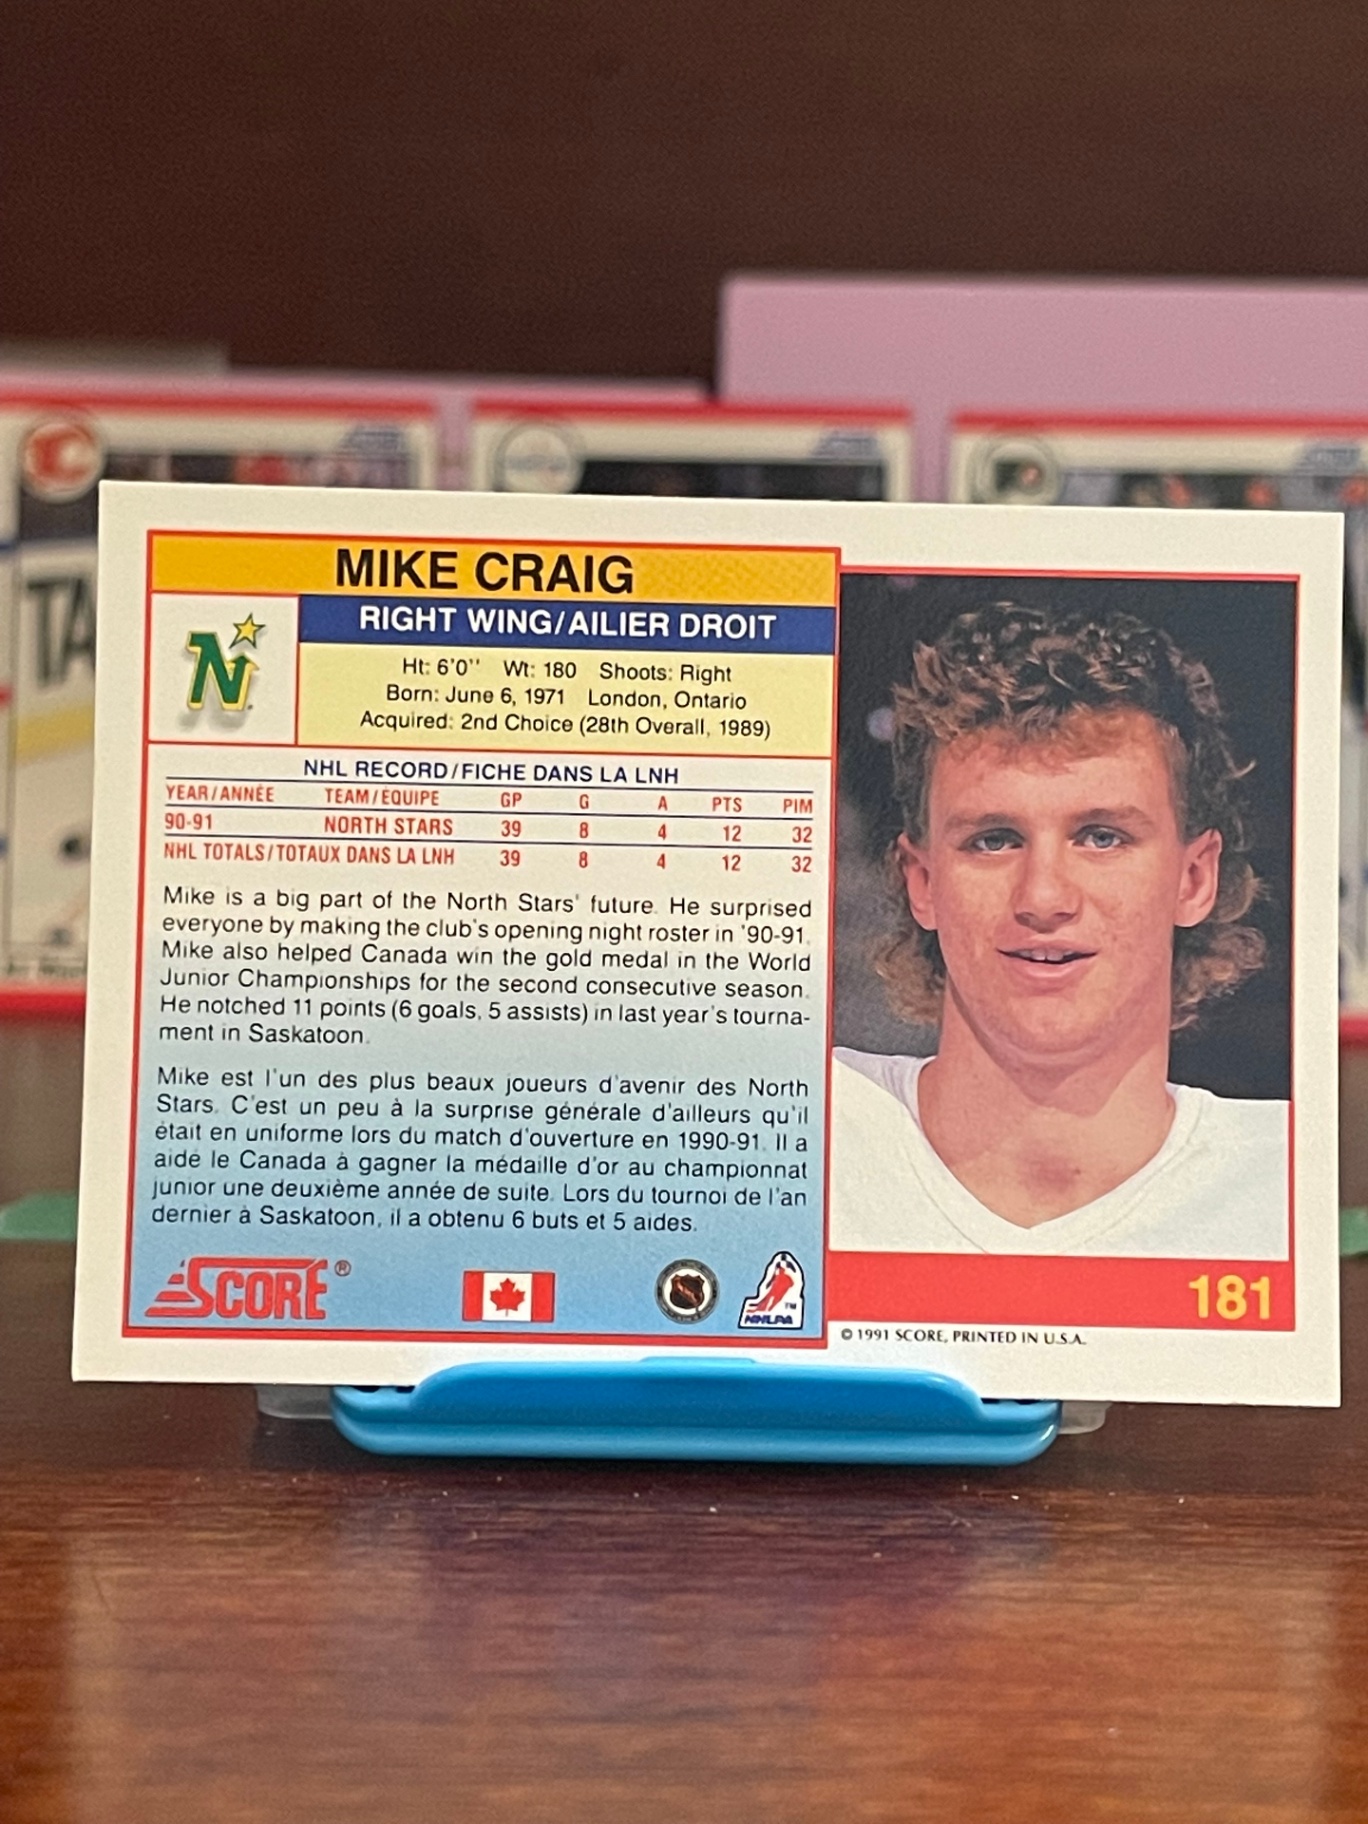 TA
MIKE CRAIG
RIGHT WING/AILIER DROIT
N
Ht: 6'0'' Wt: 180 Shoots: Right
Born: June 6, 1971 London, Ontario
Acquired: 2nd Choice (28th Overall, 1989)
NHL RECORD/FICHE DANS LA LNH
YEAR/ANNÉE TEAM/ÉQUIPE GP G A PTS PIM
90-91 NORTH STARS 39 8 4 12 32
NHL TOTALS/TOTAUX DANS LA LNH 39 8 4 12 32
Mike is a big part of the North Stars' future. He surprised
everyone by making the club's opening night roster in '90-91.
Mike also helped Canada win the gold medal in the World
Junior Championships for the second consecutive season.
He notched 11 points (6 goals, 5 assists) in last year's tourna-
ment in Saskatoon.
Mike est l'un des plus beaux joueurs d'avenir des North
Stars. C'est un peu à la surprise générale d'ailleurs qu'il
était en uniforme lors du match d'ouverture en 1990-91. Il a
aidé le Canada à gagner la médaille d'or au championnat
junior une deuxième année de suite. Lors du tournoi de l'an
dernier à Saskatoon, il a obtenu 6 buts et 5 aides.
SCORE®
NHLPA
TM
181
© 1991 SCORE, PRINTED IN U.S.A.